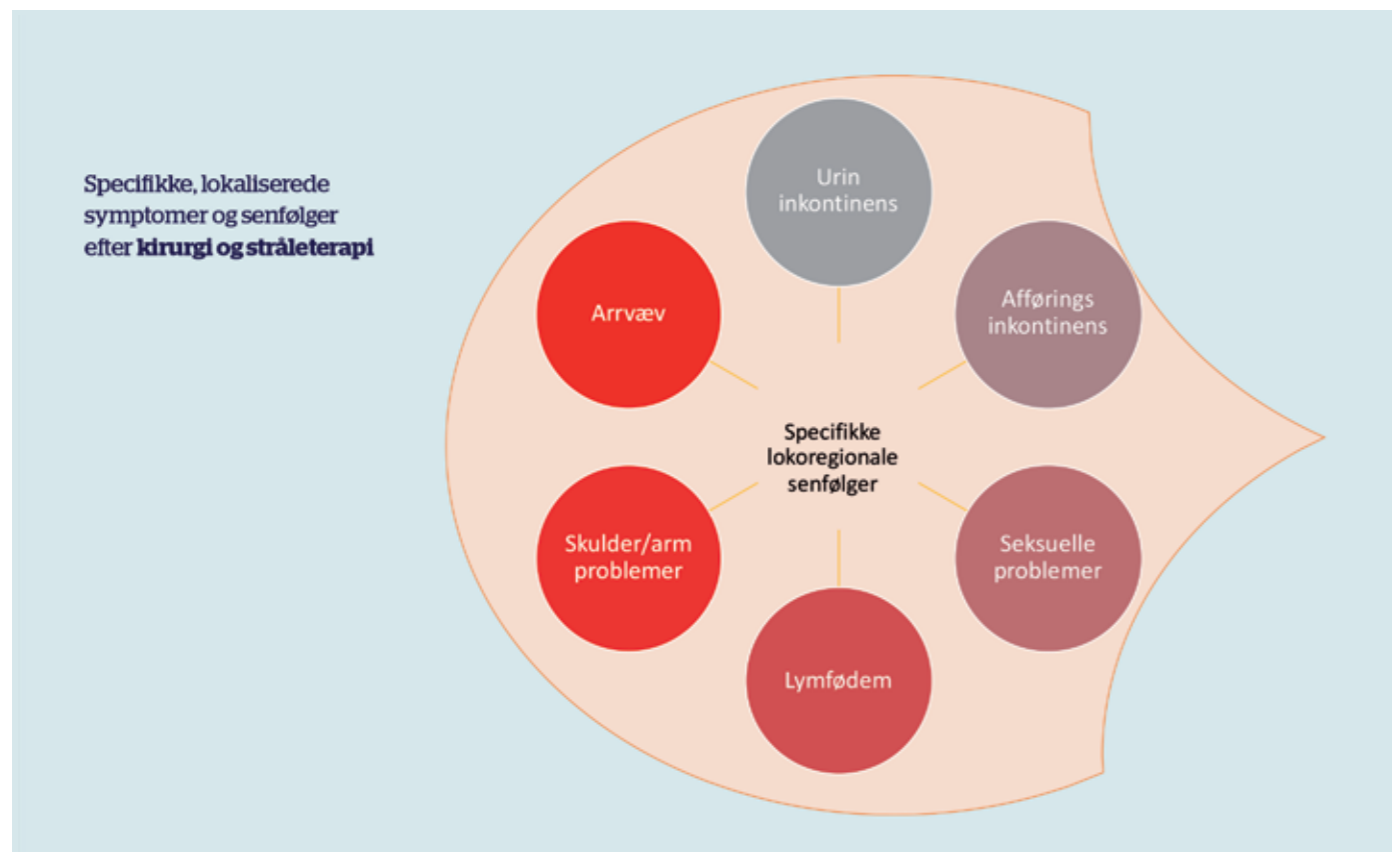 Specifikke, lokaliserede
symptomer og senfølger
efter kirurgi og stråleterapi
Urin
inkontinens
Afførings
inkontinens
Seksuelle
problemer
Lymfødem
Skulder/arm
problemer
Arrvæv
Specifikke
lokoregionale
senfølger